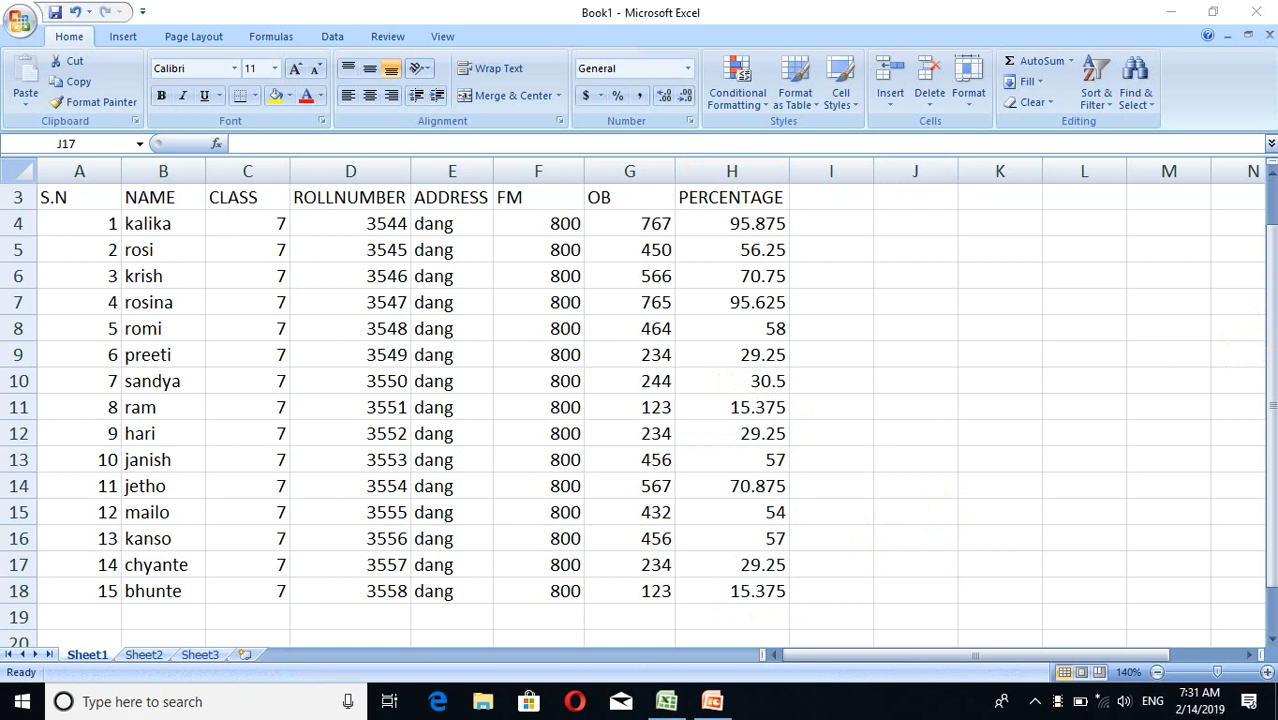 Book1 - Microsoft Excel
Home Insert Page Layout Formulas Data Review View
Paste Cut Copy Format Painter Clipboard
Calibri 11 A A B I U A Font
Wrap Text Merge & Center Alignment
General $ % , .0 .00 .00 .0 Number
Conditional Formatting Format as Table Cell Styles Styles
Insert Delete Format Cells
Σ AutoSum Fill Clear Sort & Filter Find & Select Editing
J17 fx
A B C D E F G H I J K L M N
3 S.N NAME CLASS ROLLNUMBER ADDRESS FM OB PERCENTAGE
4 1 kalika 7 3544 dang 800 767 95.875
5 2 rosi 7 3545 dang 800 450 56.25
6 3 krish 7 3546 dang 800 566 70.75
7 4 rosina 7 3547 dang 800 765 95.625
8 5 romi 7 3548 dang 800 464 58
9 6 preeti 7 3549 dang 800 234 29.25
10 7 sandya 7 3550 dang 800 244 30.5
11 8 ram 7 3551 dang 800 123 15.375
12 9 hari 7 3552 dang 800 234 29.25
13 10 janish 7 3553 dang 800 456 57
14 11 jetho 7 3554 dang 800 567 70.875
15 12 mailo 7 3555 dang 800 432 54
16 13 kanso 7 3556 dang 800 456 57
17 14 chyante 7 3557 dang 800 234 29.25
18 15 bhunte 7 3558 dang 800 123 15.375
19
20
Sheet1 Sheet2 Sheet3
Ready 140%
Type here to search ENG 7:31 AM
2/14/2019